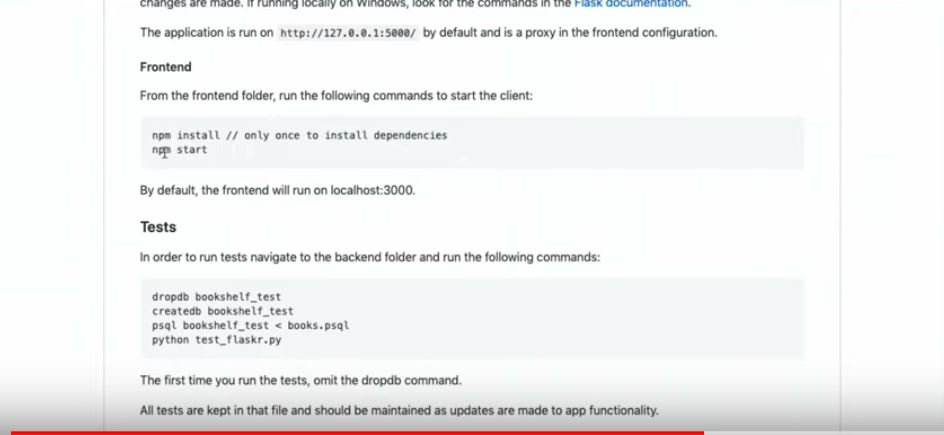 changes are made. If running locally on Windows, look for the commands in the Flask documentation.
The application is run on http://127.0.0.1:5000/ by default and is a proxy in the frontend configuration.
Frontend
From the frontend folder, run the following commands to start the client:
npm install // only once to install dependencies
npm start
By default, the frontend will run on localhost:3000.
Tests
In order to run tests navigate to the backend folder and run the following commands:
dropdb bookshelf_test
createdb bookshelf_test
psql bookshelf_test < books.psql
python test_flaskr.py
The first time you run the tests, omit the dropdb command.
All tests are kept in that file and should be maintained as updates are made to app functionality.